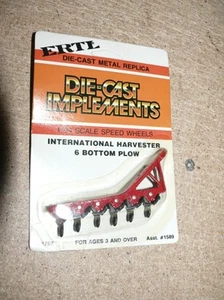 ERTL
DIE-CAST METAL REPLICA
DIE-CAST
IMPLEMENTS
SCALE SPEED WHEELS
INTERNATIONAL HARVESTER
6 BOTTOM PLOW
FOR AGES 3 AND OVER Asst. #1589